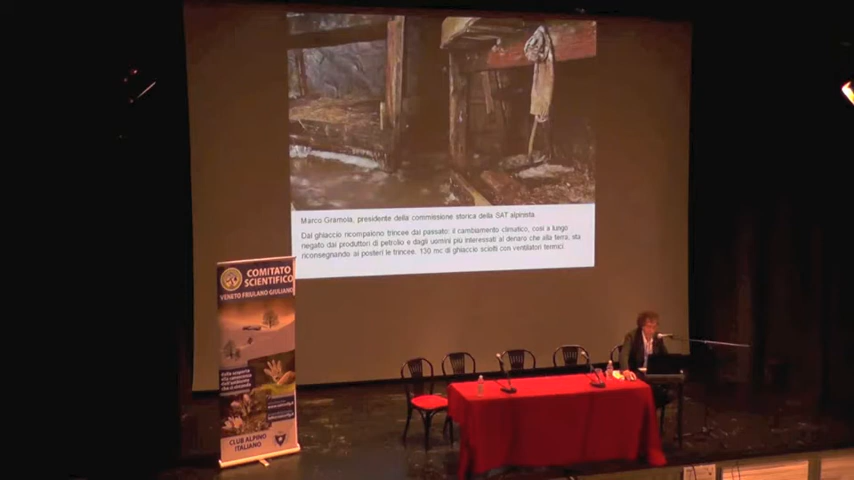 Marco Gramola, presidente della commissione storica della SAT alpinista.
Dal ghiaccio ricompaiono trincee dal passato: il cambiamento climatico, così a lungo
negato dai produttori di petrolio e dagli uomini più interessati al denaro che alla terra, sta
riconsegnando ai posteri le trincee. 130 mc di ghiaccio sciolti con ventilatori termici.
COMITATO
SCIENTIFICO
VENETO FRIULANO GIULIANO
CLUB ALPINO
ITALIANO